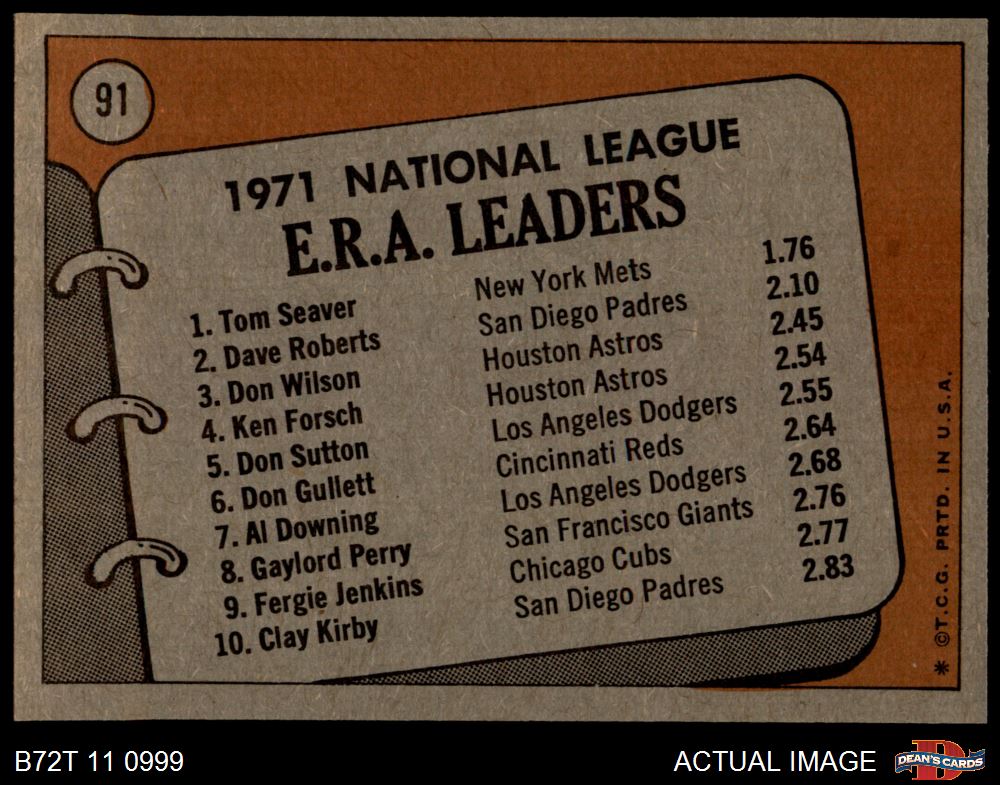 91
1971 NATIONAL LEAGUE
E.R.A. LEADERS
1. Tom Seaver New York Mets 1.76
2. Dave Roberts San Diego Padres 2.10
3. Don Wilson Houston Astros 2.45
4. Ken Forsch Houston Astros 2.54
5. Don Sutton Los Angeles Dodgers 2.55
6. Don Gullett Cincinnati Reds 2.64
7. Al Downing Los Angeles Dodgers 2.68
8. Gaylord Perry San Francisco Giants 2.76
9. Fergie Jenkins Chicago Cubs 2.77
10. Clay Kirby San Diego Padres 2.83
* ©T.C.G. PRTD. IN U.S.A.
B72T 11 0999
ACTUAL IMAGE
D
DEAN'S CARDS